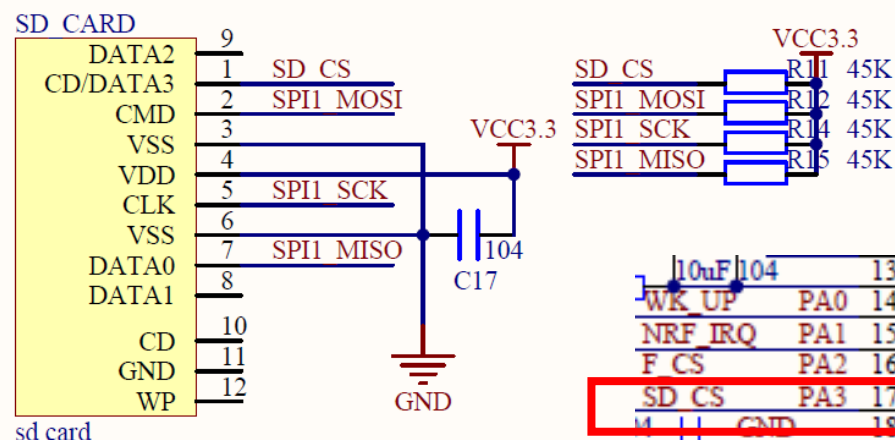 SD_CARD
DATA2 9
CD/DATA3 1 SD_CS
CMD 2 SPI1_MOSI
VSS 3
VDD 4
CLK 5 SPI1_SCK
VSS 6
DATA0 7 SPI1_MISO
DATA1 8
CD 10
GND 11
WP 12
sd card
VCC3.3
104
C17
GND
VCC3.3
SD_CS R11 45K
SPI1_MOSI R12 45K
SPI1_SCK R14 45K
SPI1_MISO R15 45K
10uF 104 13
WK_UP PA0 14
NRF_IRQ PA1 15
F_CS PA2 16
SD_CS PA3 17
GND 18